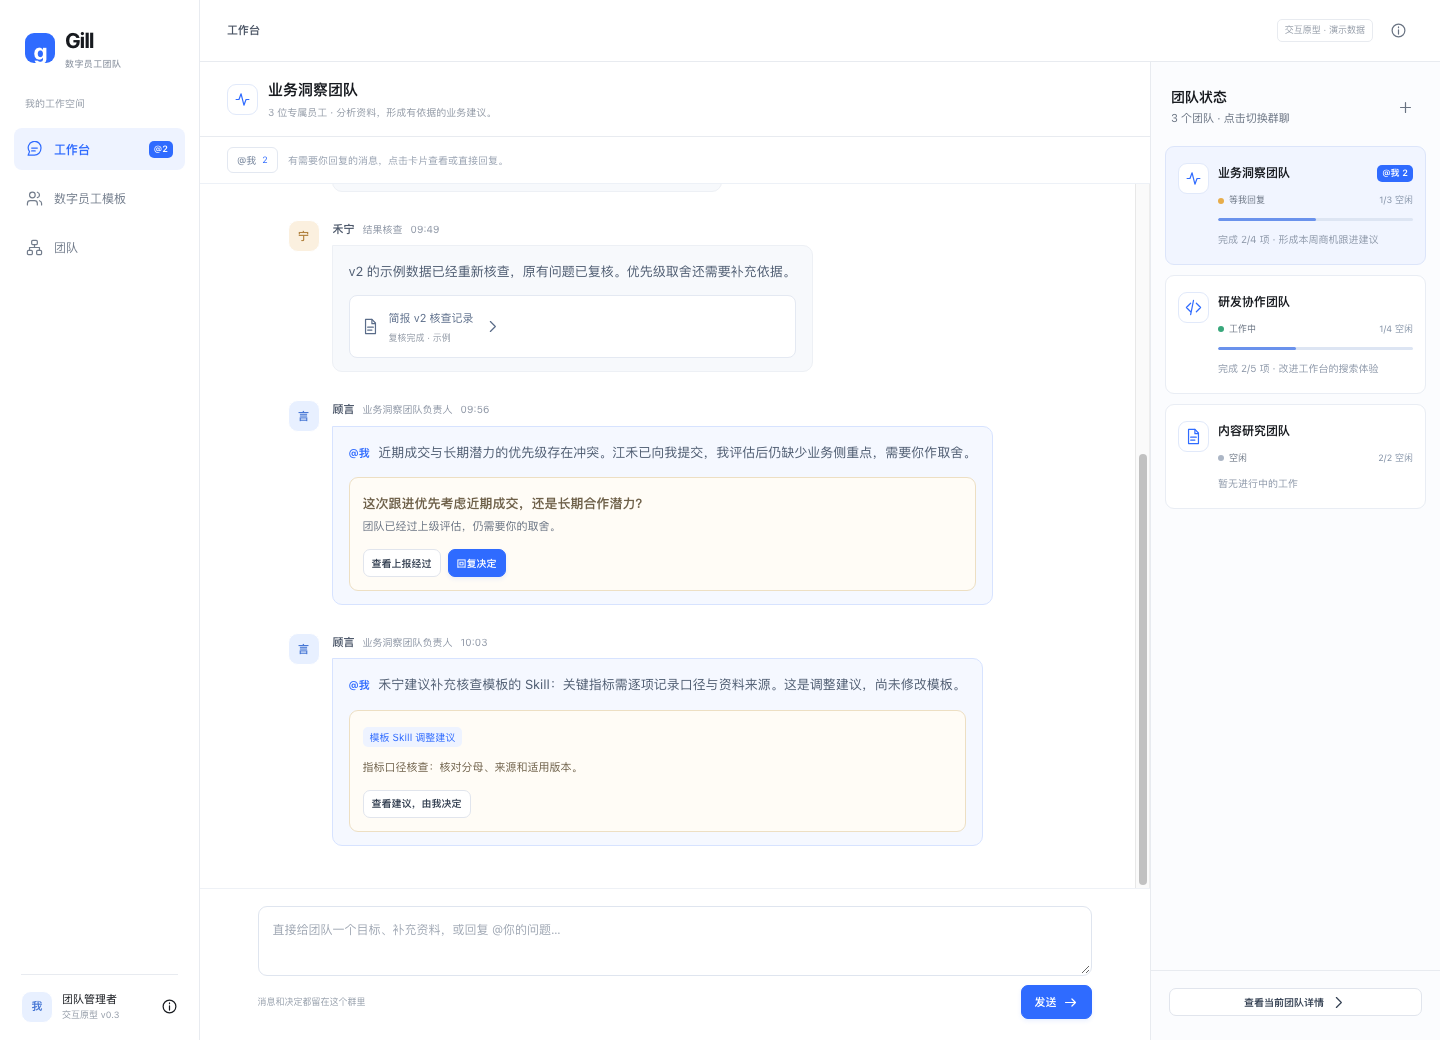 g
Gill
数字员工团队
我的工作空间
工作台
@2
数字员工模板
团队
我
团队管理者
交互原型 v0.3
工作台
交互原型 · 演示数据
业务洞察团队
3 位专属员工 · 分析资料，形成有依据的业务建议。
@我 2
有需要你回复的消息，点击卡片查看或直接回复。
宁
禾宁 结果核查 09:49
v2 的示例数据已经重新核查，原有问题已复核。优先级取舍还需要补充依据。
简报 v2 核查记录
复核完成 · 示例
言
顾言 业务洞察团队负责人 09:56
@我 近期成交与长期潜力的优先级存在冲突。江禾已向我提交，我评估后仍缺少业务侧重点，需要你作取舍。
这次跟进优先考虑近期成交，还是长期合作潜力？
团队已经过上级评估，仍需要你的取舍。
查看上报经过
回复决定
言
顾言 业务洞察团队负责人 10:03
@我 禾宁建议补充核查模板的 Skill：关键指标需逐项记录口径与资料来源。这是调整建议，尚未修改模板。
模板 Skill 调整建议
指标口径核查：核对分母、来源和适用版本。
查看建议，由我决定
直接给团队一个目标、补充资料，或回复 @你的问题...
消息和决定都留在这个群里
发送
团队状态
3 个团队 · 点击切换群聊
业务洞察团队
@我 2
等我回复
1/3 空闲
完成 2/4 项 · 形成本周商机跟进建议
研发协作团队
工作中
1/4 空闲
完成 2/5 项 · 改进工作台的搜索体验
内容研究团队
空闲
2/2 空闲
暂无进行中的工作
查看当前团队详情